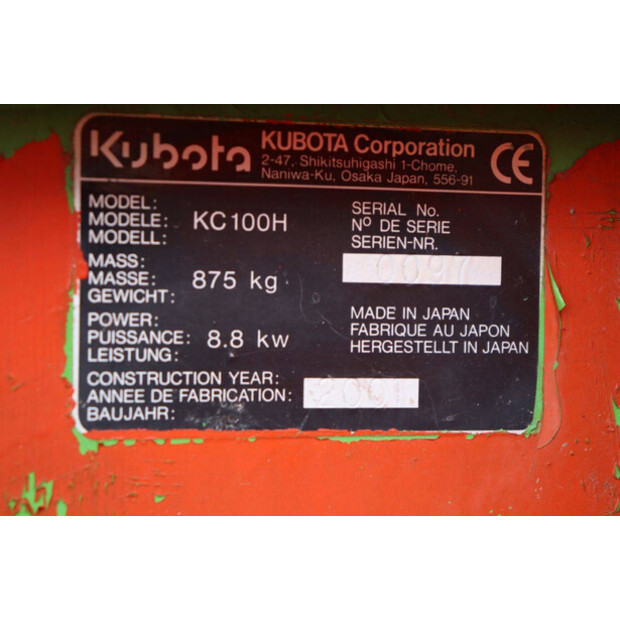 Kubota
KUBOTA Corporation
2-47, Shikitsuhigashi 1-Chome,
Naniwa-Ku, Osaka Japan, 556-91
CE
MODEL:
MODELE: KC100H
MODELL:
SERIAL No.
Nº DE SERIE
SERIEN-NR.
0097
MASS:
MASSE: 875 kg
GEWICHT:
POWER:
PUISSANCE: 8.8 kw
LEISTUNG:
MADE IN JAPAN
FABRIQUE AU JAPON
HERGESTELLT IN JAPAN
CONSTRUCTION YEAR:
ANNEE DE FABRICATION: 2001
BAUJAHR: